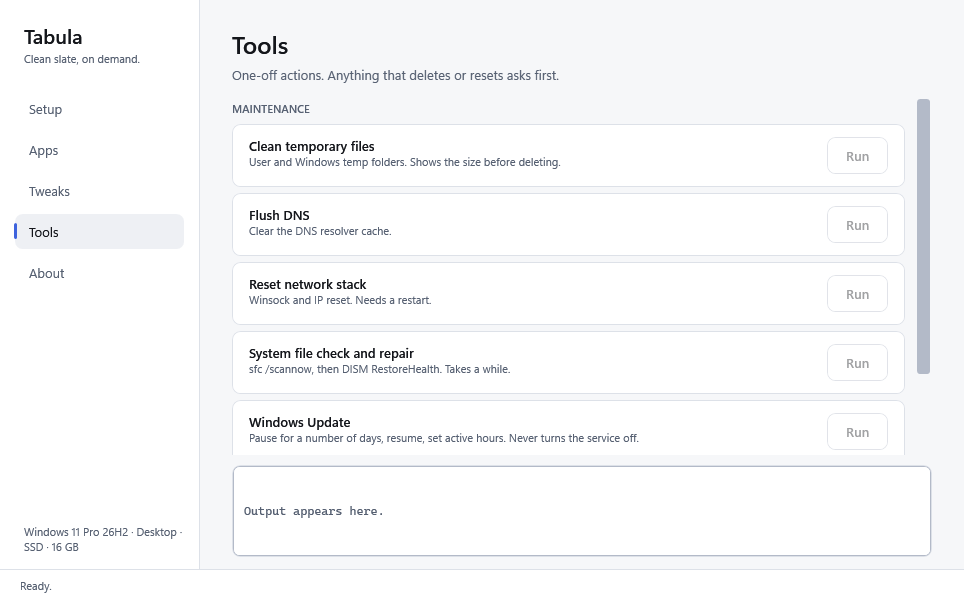 Tabula
Clean slate, on demand.
Setup
Apps
Tweaks
Tools
About
Windows 11 Pro 26H2 · Desktop ·
SSD · 16 GB
Tools
One-off actions. Anything that deletes or resets asks first.
MAINTENANCE
Clean temporary files
User and Windows temp folders. Shows the size before deleting.
Run
Flush DNS
Clear the DNS resolver cache.
Run
Reset network stack
Winsock and IP reset. Needs a restart.
Run
System file check and repair
sfc /scannow, then DISM RestoreHealth. Takes a while.
Run
Windows Update
Pause for a number of days, resume, set active hours. Never turns the service off.
Run
Output appears here.
Ready.